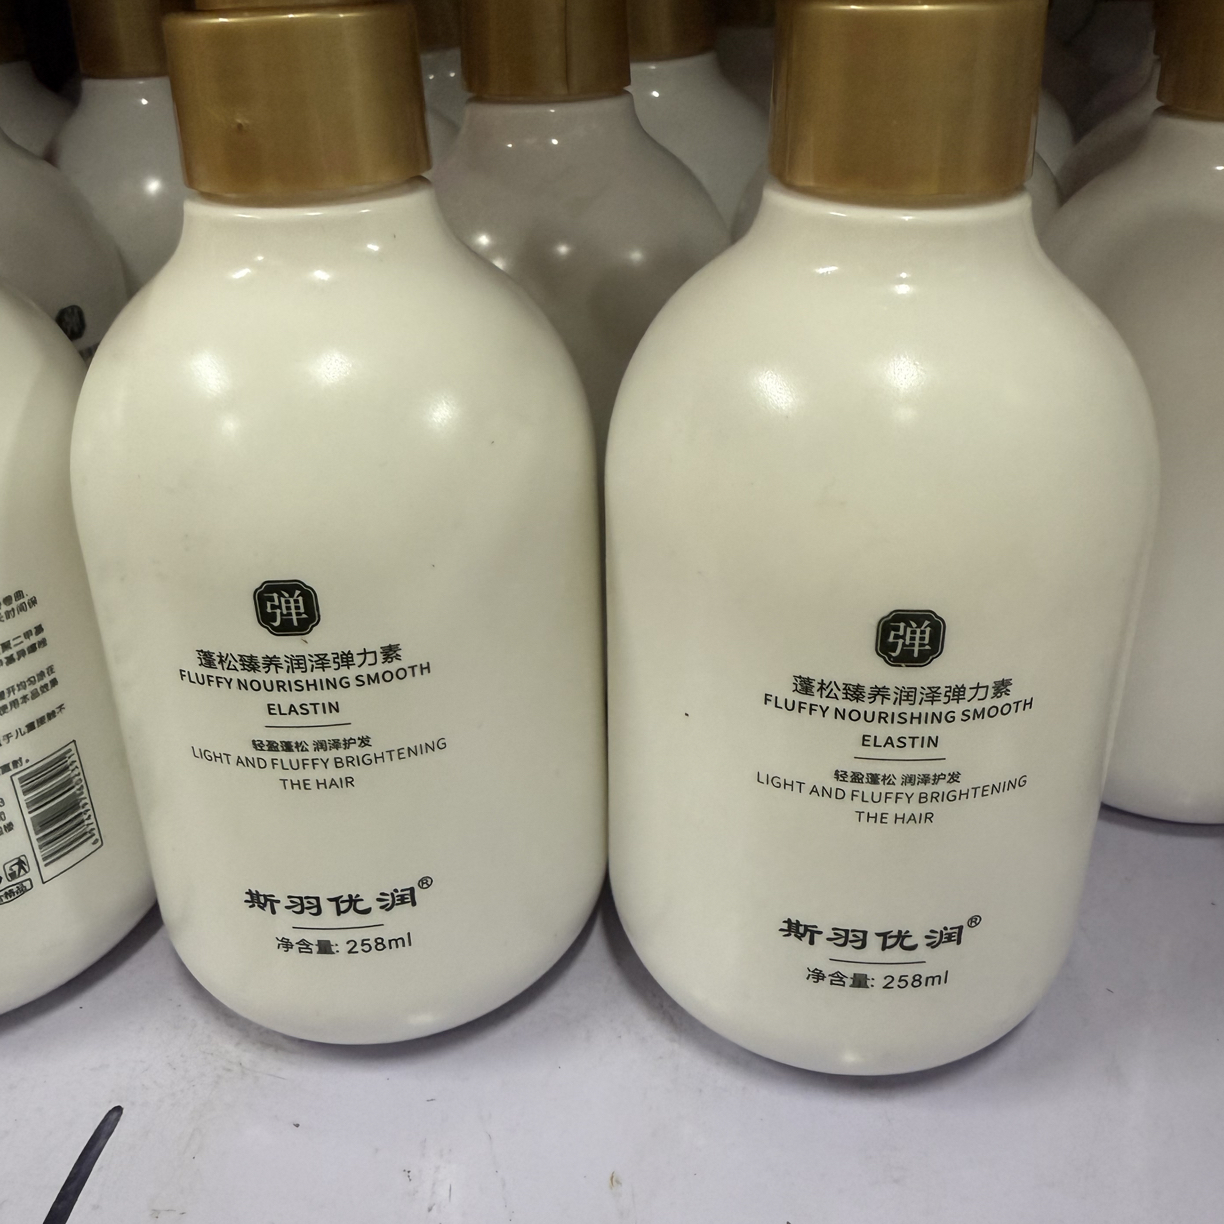 弹
蓬松臻养润泽弹力素
FLUFFY NOURISHING SMOOTH
ELASTIN
轻盈蓬松 润泽护发
LIGHT AND FLUFFY BRIGHTENING
THE HAIR
斯羽优润®
净含量: 258ml
弹
蓬松臻养润泽弹力素
FLUFFY NOURISHING SMOOTH
ELASTIN
轻盈蓬松 润泽护发
LIGHT AND FLUFFY BRIGHTENING
THE HAIR
斯羽优润®
净含量: 258ml